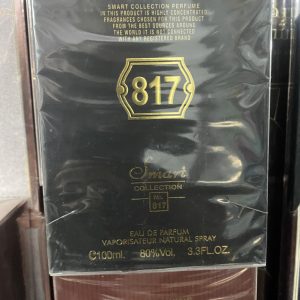 SMART COLLECTION PERFUME
IN THIS PRODUCT IS HIGHLY CONCENTRATED
FRAGRANCES CHOSEN FOR THIS PRODUCT
FROM THE BEST SOURCES AROUND
THE WORLD IT IS NOT CONNECTED
WITH ANY REGISTERED BRAND
817
Smart
COLLECTION
No.
817
EAU DE PARFUM
VAPORISATEUR NATURAL SPRAY
℮100ml. 80%Vol. 3.3FL.OZ.